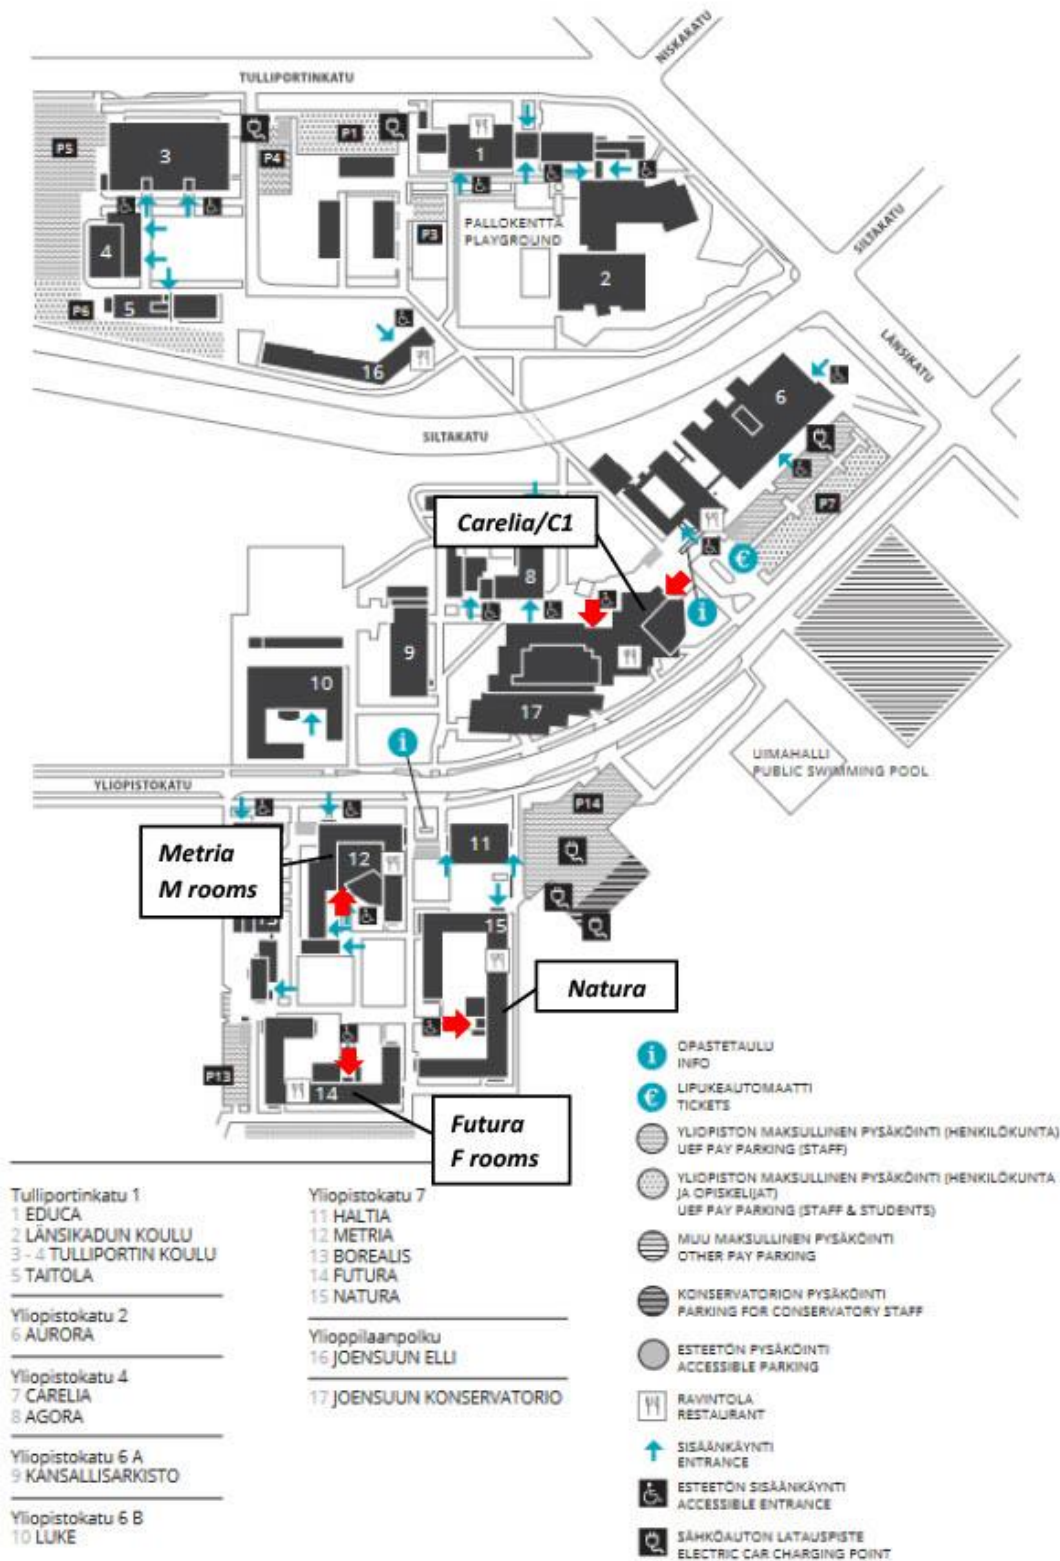 NISKAKATU
TULLIPORTINKATU
P5
3
P4
P1
1
P3
PALLOKENTTÄ
PLAYGROUND
SILTAKATU
4
2
P6
5
16
LÄNSIKATU
6
SILTAKATU
P7
Carelia/C1
€
8
i
9
10
17
i
UIMAHALLI
PUBLIC SWIMMING POOL
YLIOPISTOKATU
P14
Metria
M rooms
12
11
13
15
Natura
P13
14
Futura
F rooms
Tulliportinkatu 1
1 EDUCA
2 LÄNSIKADUN KOULU
3 - 4 TULLIPORTIN KOULU
5 TAITOLA
Yliopistokatu 2
6 AURORA
Yliopistokatu 4
7 CARELIA
8 AGORA
Yliopistokatu 6 A
9 KANSALLISARKISTO
Yliopistokatu 6 B
10 LUKE
Yliopistokatu 7
11 HALTIA
12 METRIA
13 BOREALIS
14 FUTURA
15 NATURA
Ylioppilaanpolku
16 JOENSUUN ELLI
17 JOENSUUN KONSERVATORIO
i
OPASTETAULU
INFO
€
LIPUKEAUTOMAATTI
TICKETS
YLIOPISTON MAKSULLINEN PYSÄKÖINTI (HENKILÖKUNTA)
UEF PAY PARKING (STAFF)
YLIOPISTON MAKSULLINEN PYSÄKÖINTI (HENKILÖKUNTA
JA OPISKELIJAT)
UEF PAY PARKING (STAFF & STUDENTS)
MUU MAKSULLINEN PYSÄKÖINTI
OTHER PAY PARKING
KONSERVATORION PYSÄKÖINTI
PARKING FOR CONSERVATORY STAFF
ESTEETÖN PYSÄKÖINTI
ACCESSIBLE PARKING
RAVINTOLA
RESTAURANT
SISÄÄNKÄYNTI
ENTRANCE
ESTEETÖN SISÄÄNKÄYNTI
ACCESSIBLE ENTRANCE
SÄHKÖAUTON LATAUSPISTE
ELECTRIC CAR CHARGING POINT